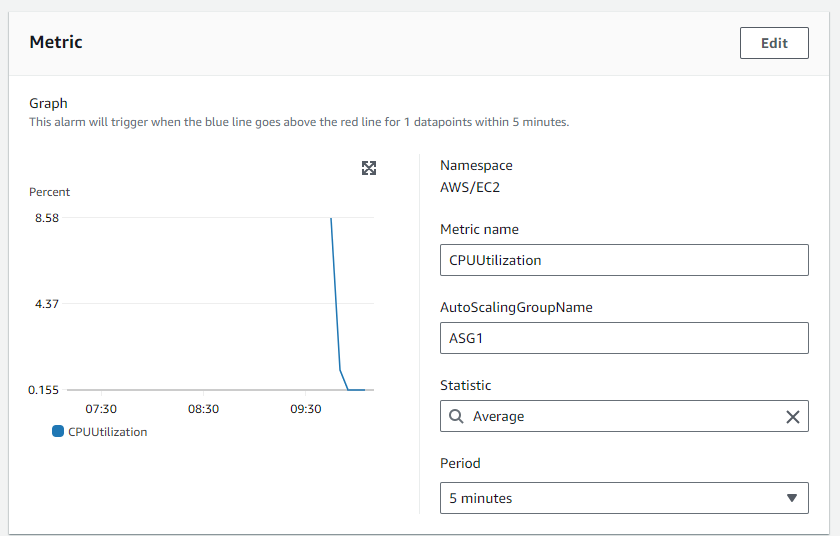 Metric
Edit
Graph
This alarm will trigger when the blue line goes above the red line for 1 datapoints within 5 minutes.
Percent
8.58
4.37
0.155
07:30 08:30 09:30
CPUUtilization
Namespace
AWS/EC2
Metric name
CPUUtilization
AutoScalingGroupName
ASG1
Statistic
Average
Period
5 minutes